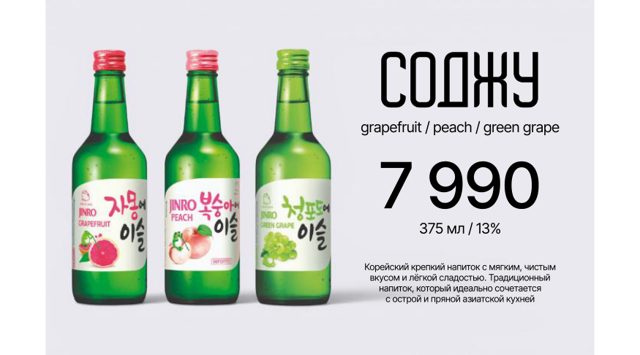 СОДЖУ
grapefruit / peach / green grape
7 990
375 мл / 13%
Корейский крепкий напиток с мягким, чистым
вкусом и лёгкой сладостью. Традиционный
напиток, который идеально сочетается
с острой и пряной азиатской кухней
자몽에
이슬
JINRO
GRAPEFRUIT
복숭아에
이슬
JINRO
PEACH
청포도에
이슬
JINRO
GREEN GRAPE